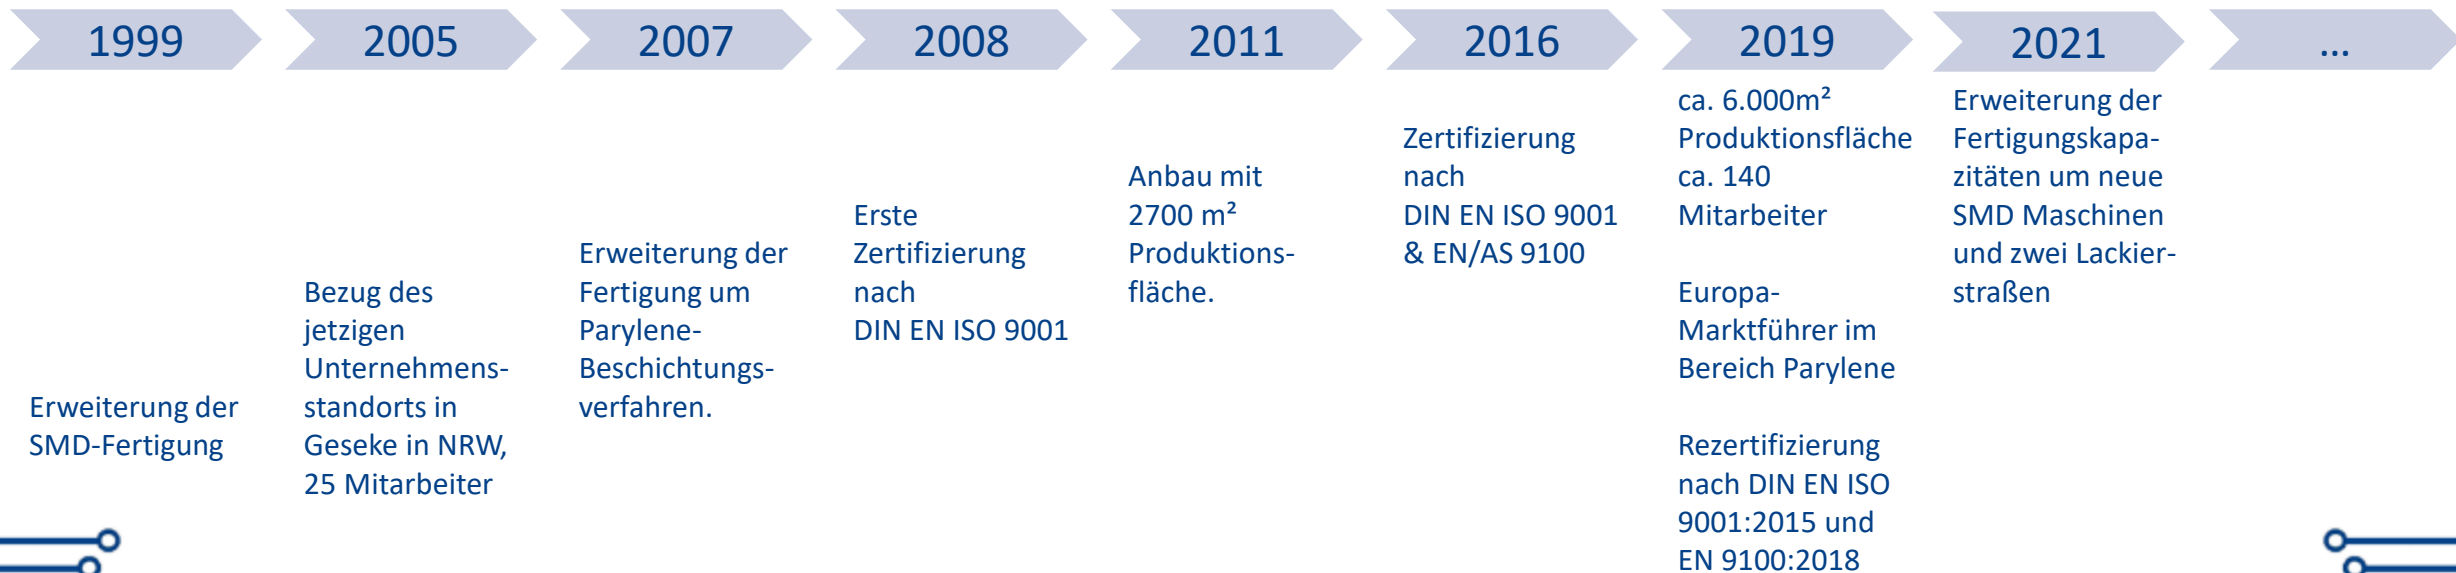 1999
Erweiterung der
SMD-Fertigung
2005
Bezug des
jetzigen
Unternehmens-
standorts in
Geseke in NRW,
25 Mitarbeiter
2007
Erweiterung der
Fertigung um
Parylene-
Beschichtungs-
verfahren.
2008
Erste
Zertifizierung
nach
DIN EN ISO 9001
2011
Anbau mit
2700 m²
Produktions-
fläche.
2016
Zertifizierung
nach
DIN EN ISO 9001
& EN/AS 9100
2019
ca. 6.000m²
Produktionsfläche
ca. 140
Mitarbeiter
Europa-
Marktführer im
Bereich Parylene
Rezertifizierung
nach DIN EN ISO
9001:2015 und
EN 9100:2018
2021
Erweiterung der
Fertigungskapa-
zitäten um neue
SMD Maschinen
und zwei Lackier-
straßen
...